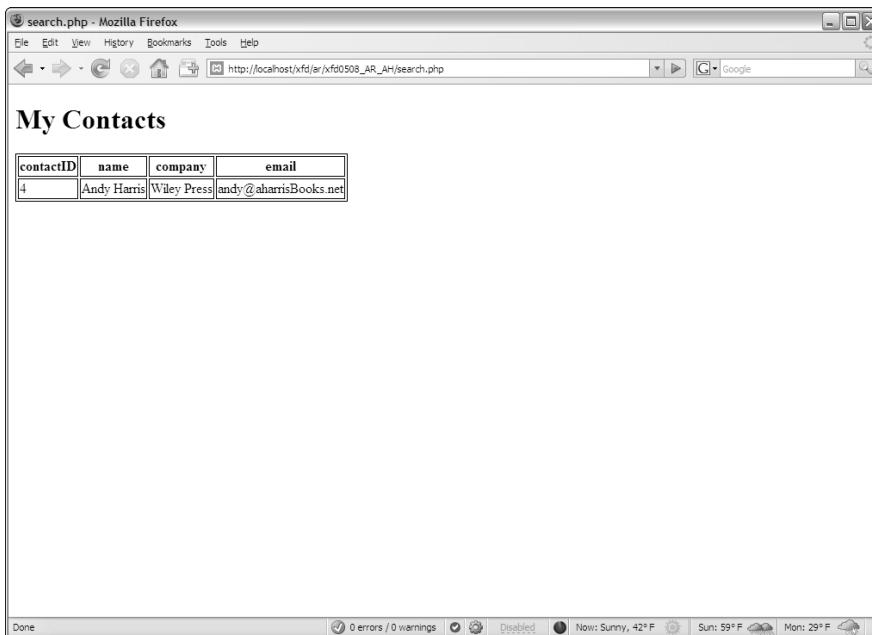 search.php - Mozilla Firefox
File Edit View History Bookmarks Tools Help
http://localhost/xfd/ar/xfd0508_AR_AH/search.php
G Google
My Contacts
contactID name company email
4 Andy Harris Wiley Press andy@aharrisBooks.net
Done 0 errors / 0 warnings Disabled Now: Sunny, 42° F Sun: 59° F Mon: 29° F